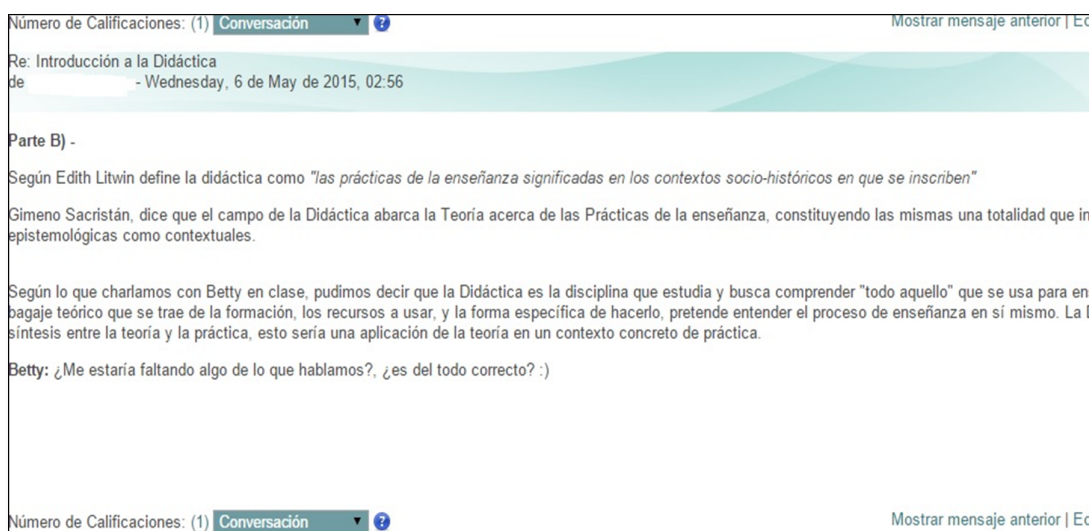 Número de Calificaciones: (1) Conversación ?
Mostrar mensaje anterior |
Re: Introducción a la Didáctica
de - Wednesday, 6 de May de 2015, 02:56
Parte B) -
Según Edith Litwin define la didáctica como "las prácticas de la enseñanza significadas en los contextos socio-históricos en que se inscriben"
Gimeno Sacristán, dice que el campo de la Didáctica abarca la Teoría acerca de las Prácticas de la enseñanza, constituyendo las mismas una totalidad que
epistemológicas como contextuales.
Según lo que charlamos con Betty en clase, pudimos decir que la Didáctica es la disciplina que estudia y busca comprender "todo aquello" que se usa para
bagaje teórico que se trae de la formación, los recursos a usar, y la forma específica de hacerlo, pretende entender el proceso de enseñanza en sí mismo. La
síntesis entre la teoría y la práctica, esto sería una aplicación de la teoría en un contexto concreto de práctica.
Betty: ¿Me estaría faltando algo de lo que hablamos?, ¿es del todo correcto? :)
Número de Calificaciones: (1) Conversación ?
Mostrar mensaje anterior |